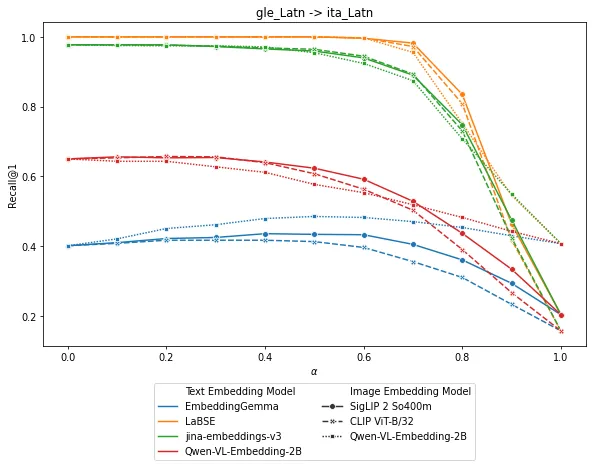 gle_Latn -> ita_Latn
1.0
0.8
0.6
0.4
0.2
Recall@1
0.0 0.2 0.4 0.6 0.8 1.0
α
Text Embedding Model
EmbeddingGemma
LaBSE
jina-embeddings-v3
Qwen-VL-Embedding-2B
Image Embedding Model
SigLIP 2 So400m
CLIP ViT-B/32
Qwen-VL-Embedding-2B